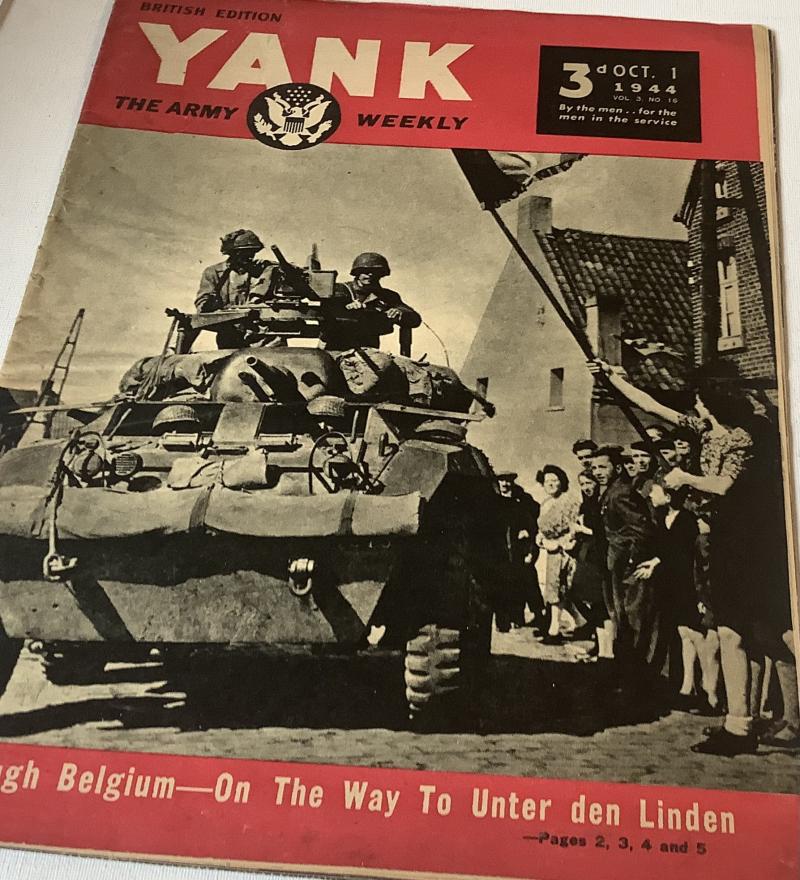 BRITISH EDITION
YANK
THE ARMY WEEKLY
3d OCT. 1
1944
VOL 3, NO. 16
By the men . . for the
men in the service
ugh Belgium—On The Way To Unter den Linden
—Pages 2, 3, 4 and 5